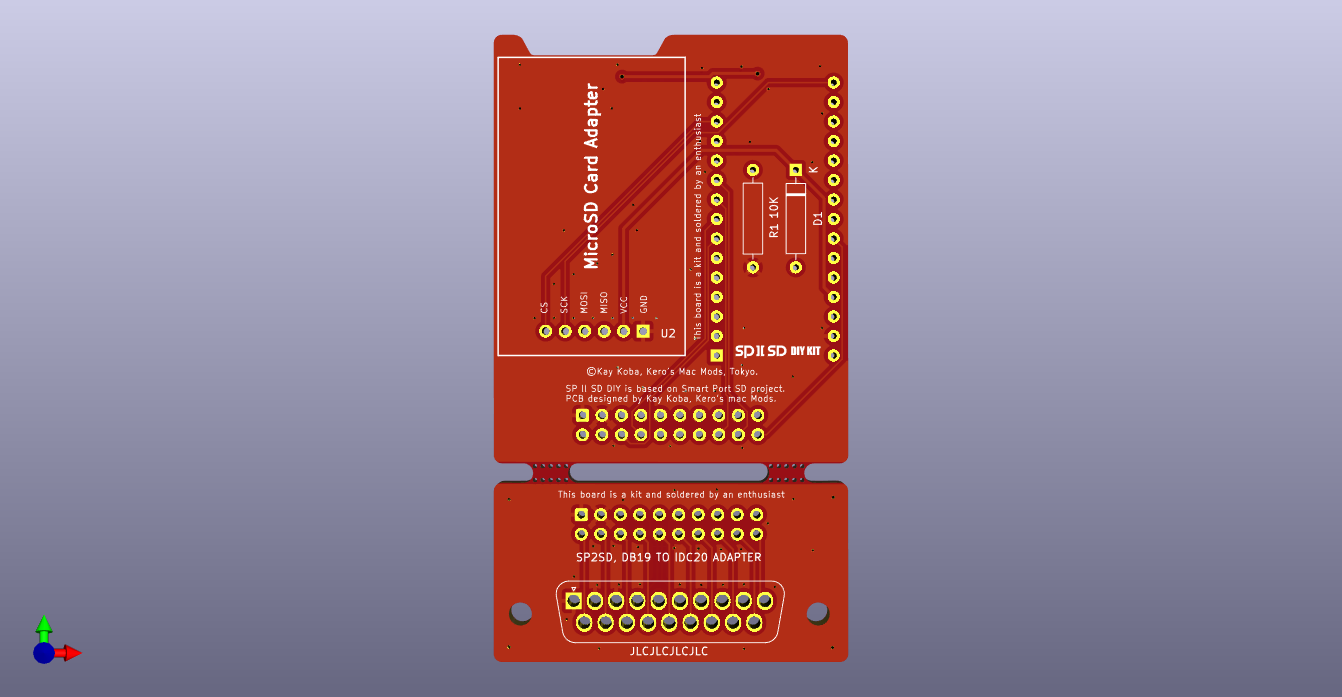 MicroSD Card Adapter
This board is a kit and soldered by an enthusiast
K
R1 10K
D1
CS
SCK
MOSI
MISO
VCC
GND
U2
SP II SD DIY KIT
©Kay Koba, Kero's Mac Mods, Tokyo.
SP II SD DIY is based on Smart Port SD project.
PCB designed by Kay Koba, Kero's mac Mods.
This board is a kit and soldered by an enthusiast
SP2SD, DB19 TO IDC20 ADAPTER
JLCJLCJLCJLC